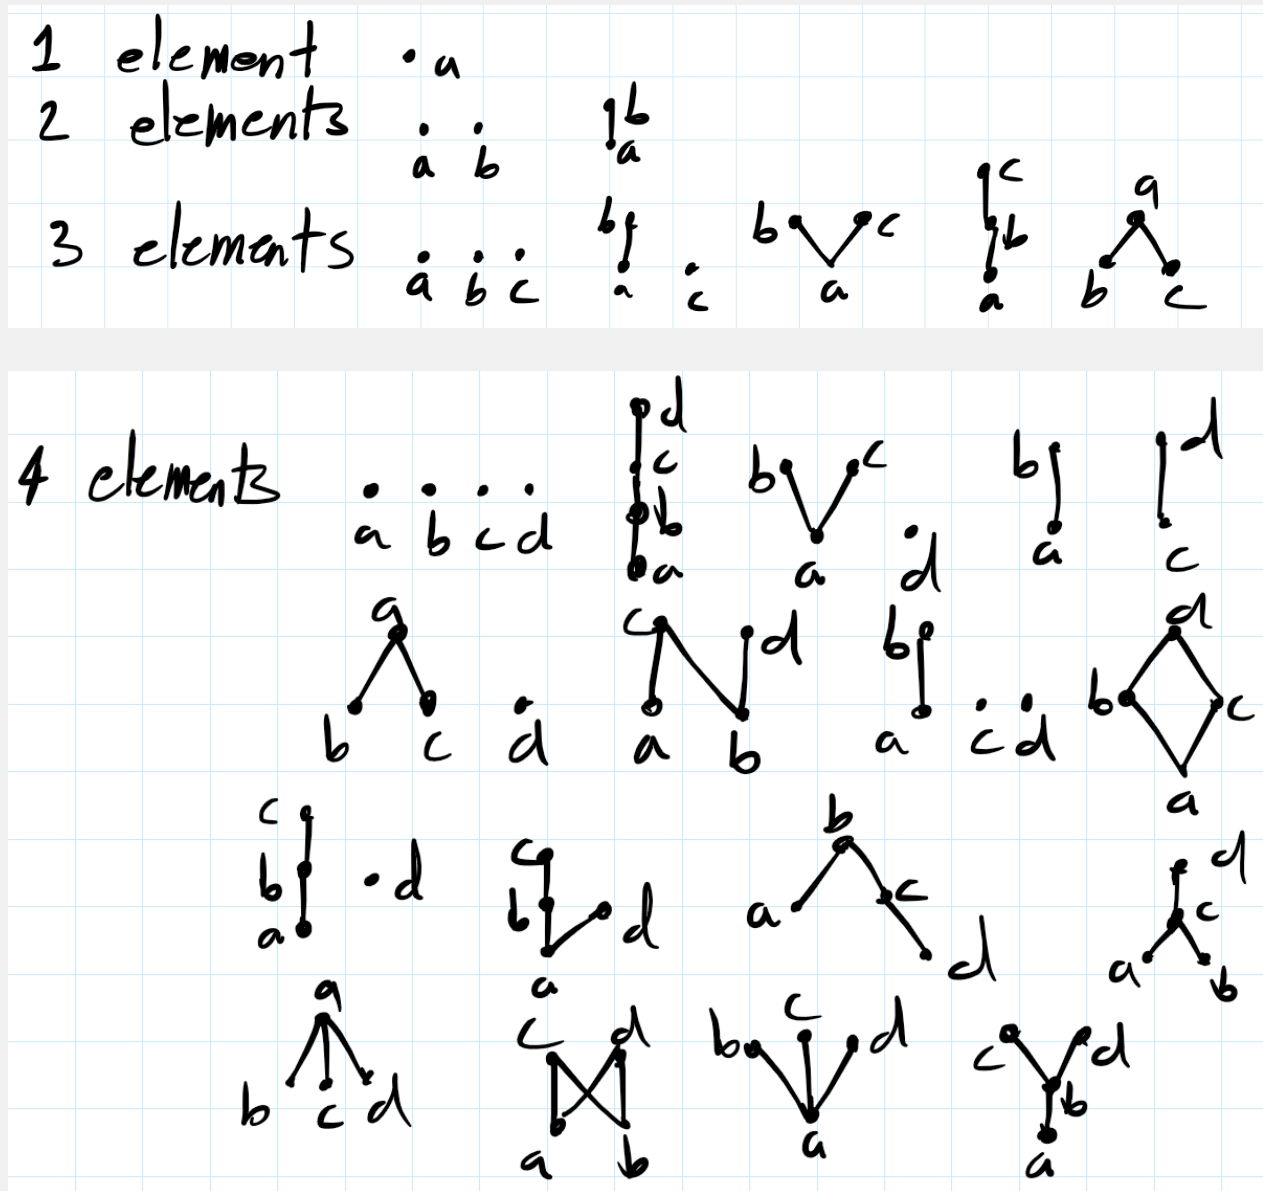 1 element a
2 elements a b b a
3 elements a b c b a c b c a c b a a b c
4 elements a b c d d c b a b c a d b a d c
a b c d c d a b b a c d d b c a
c b a d c b d a b a c d d c a b
a b c d c d a b b c d a c d b a